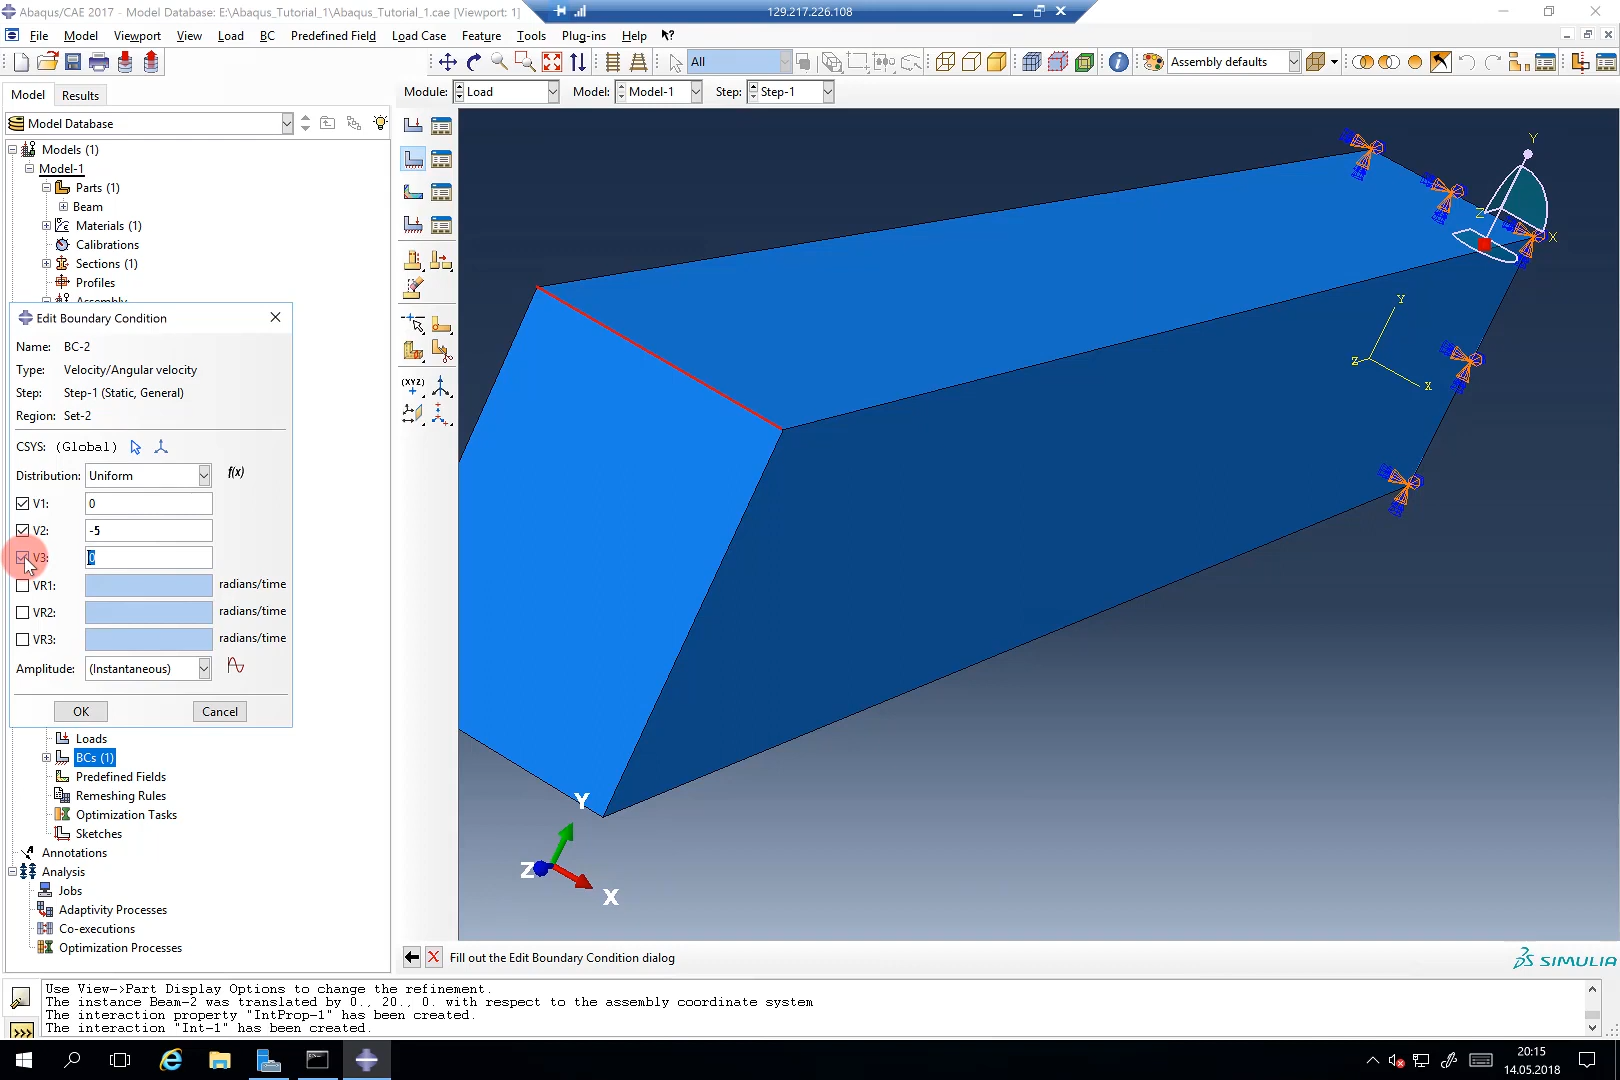 Abaqus/CAE 2017 - Model Database: E:\Abaqus_Tutorial_1\Abaqus_Tutorial_1.cae [Viewport: 1]
129.217.226.108
File Model Viewport View Load BC Predefined Field Load Case Feature Tools Plug-ins Help
All
Assembly defaults
Model Results
Module: Load Model: Model-1 Step: Step-1
Model Database
Models (1)
Model-1
Parts (1)
Beam
Materials (1)
Calibrations
Sections (1)
Profiles
Assembly
Edit Boundary Condition
Name: BC-2
Type: Velocity/Angular velocity
Step: Step-1 (Static, General)
Region: Set-2
CSYS: (Global)
Distribution: Uniform f(x)
V1: 0
V2: -5
V3: 0
VR1: radians/time
VR2: radians/time
VR3: radians/time
Amplitude: (Instantaneous)
OK Cancel
Loads
BCs (1)
Predefined Fields
Remeshing Rules
Optimization Tasks
Sketches
Annotations
Analysis
Jobs
Adaptivity Processes
Co-executions
Optimization Processes
(XYZ)
Y
Z
X
Y
Z
X
Y
Z
X
Fill out the Edit Boundary Condition dialog
SIMULIA
Use View->Part Display Options to change the refinement.
The instance Beam-2 was translated by 0., 20., 0. with respect to the assembly coordinate system
The interaction property "IntProp-1" has been created.
The interaction "Int-1" has been created.
>>>
20:15
14.05.2018